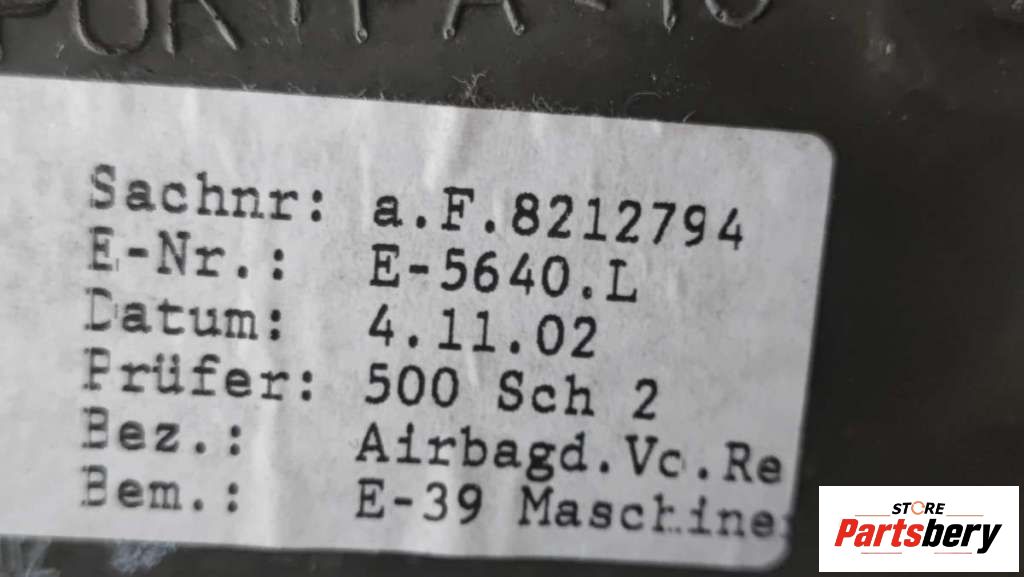 Sachnr: a.F.8212794
E-Nr.: E-5640.L
Datum: 4.11.02
Prüfer: 500 Sch 2
Bez.: Airbagd.Vc.Re
Bem.: E-39 Maschine
STORE
Partsbery